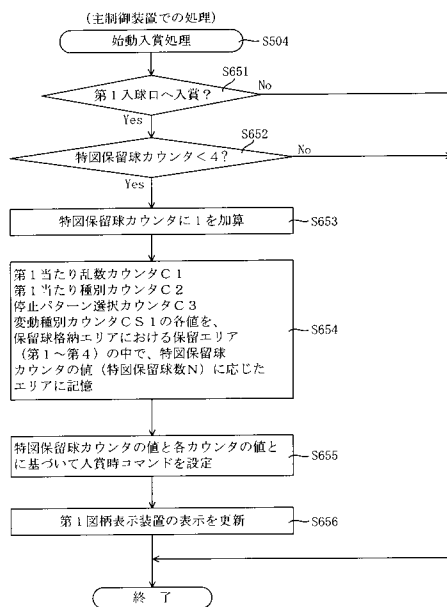 (主制御装置での処理)
始動入賞処理
S504
第1入球口へ入賞?
S651
No
Yes
特図保留球カウンタ<4?
S652
No
Yes
特図保留球カウンタに1を加算
S653
第1当たり乱数カウンタC1
第1当たり種別カウンタC2
停止パターン選択カウンタC3
変動種別カウンタCS1の各値を、
保留球格納エリアにおける保留エリア
(第1~第4)の中で、特図保留球
カウンタの値(特図保留球数N)に応じた
エリアに記憶
S654
特図保留球カウンタの値と各カウンタの値と
に基づいて入賞時コマンドを設定
S655
第1図柄表示装置の表示を更新
S656
終 了